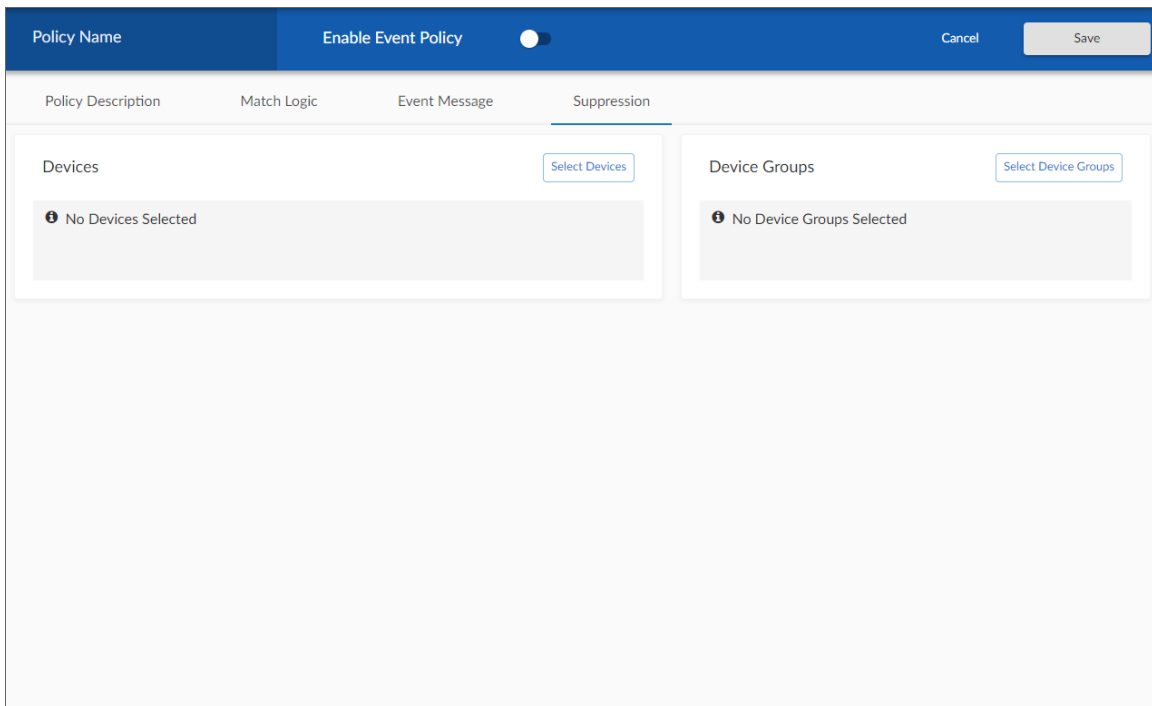 Policy Name
Enable Event Policy
Cancel
Save
Policy Description
Match Logic
Event Message
Suppression
Devices
Select Devices
No Devices Selected
Device Groups
Select Device Groups
No Device Groups Selected